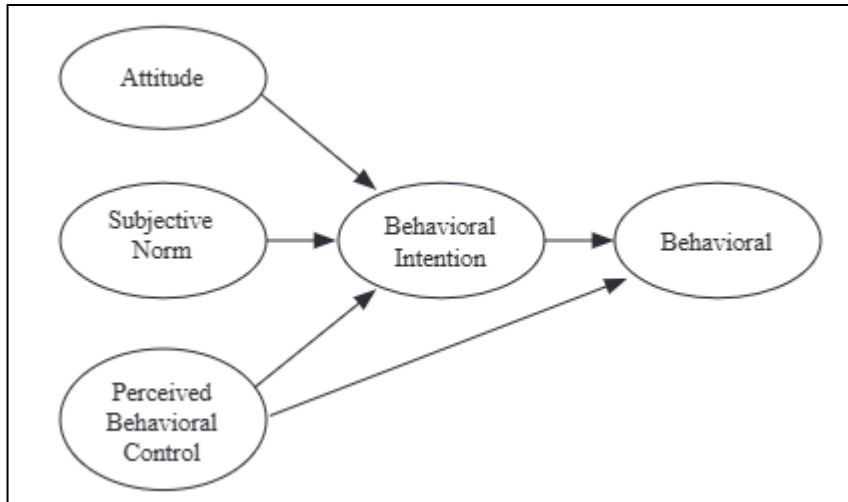 Attitude
Subjective
Norm
Behavioral
Intention
Behavioral
Perceived
Behavioral
Control